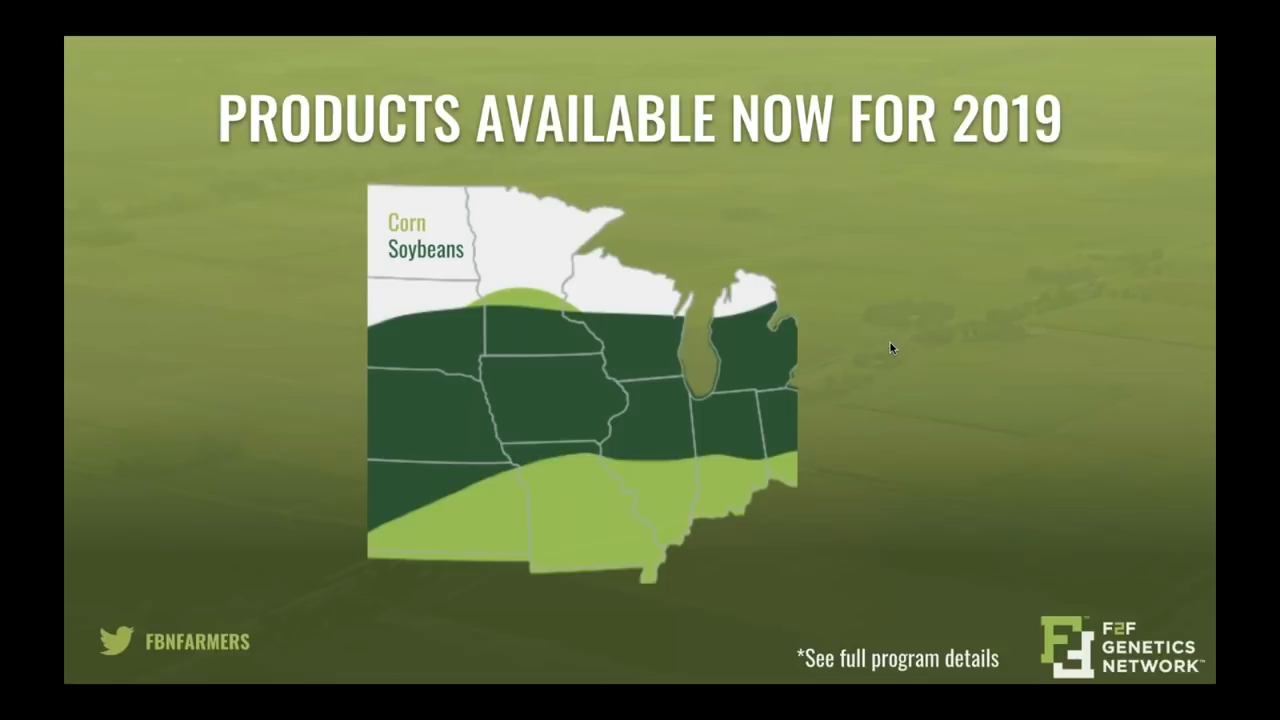 PRODUCTS AVAILABLE NOW FOR 2019
Corn
Soybeans
FBNFARMERS
*See full program details
F2F
GENETICS
NETWORK™